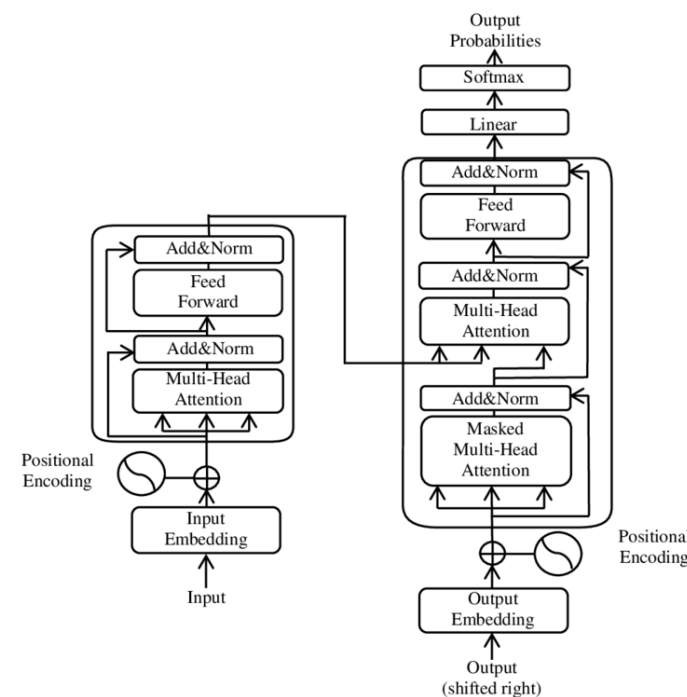 Output
Probabilities
Softmax
Linear
Add&Norm
Feed
Forward
Add&Norm
Multi-Head
Attention
Add&Norm
Masked
Multi-Head
Attention
Positional
Encoding
Output
Embedding
Output
(shifted right)
Add&Norm
Feed
Forward
Add&Norm
Multi-Head
Attention
Positional
Encoding
Input
Embedding
Input